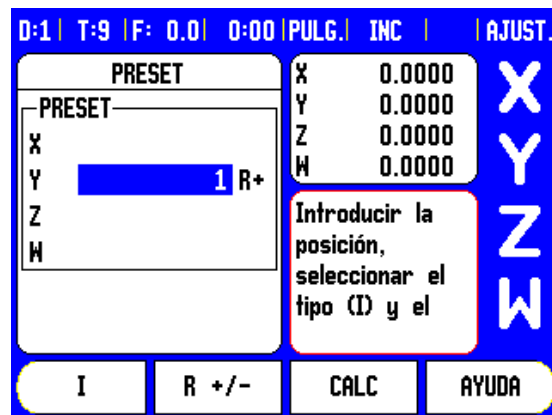 D:1 | T:9 | F: 0.0 | 0:00 | PULG. | INC | | AJUST.
PRESET
PRESET
X
Y 1 R+
Z
W
X 0.0000
Y 0.0000
Z 0.0000
W 0.0000
Introducir la
posición,
seleccionar el
tipo (I) y el
X
Y
Z
W
I
R +/-
CALC
AYUDA